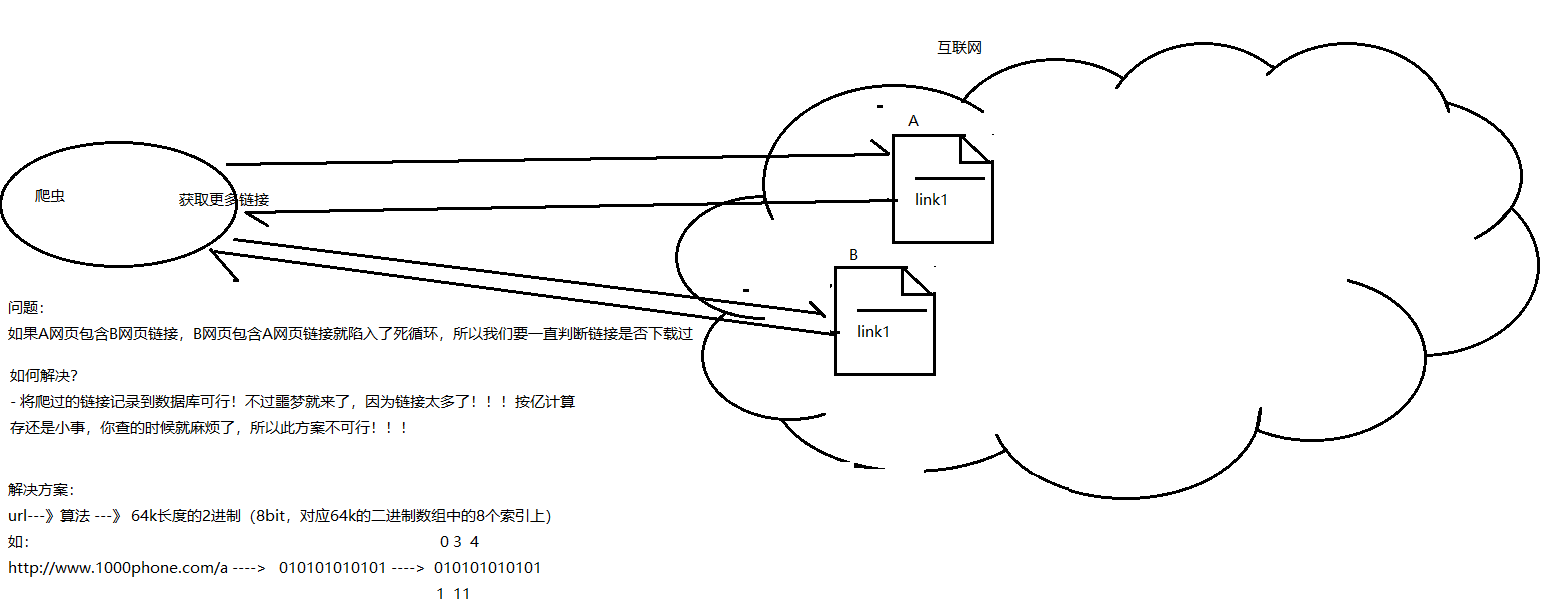 互联网
A
爬虫
获取更多链接
link1
B
link1
问题：
如果A网页包含B网页链接，B网页包含A网页链接就陷入了死循环，所以我们要一直判断链接是否下载过
如何解决？
- 将爬过的链接记录到数据库可行！不过噩梦就来了，因为链接太多了！！！按亿计算
存还是小事，你查的时候就麻烦了，所以此方案不可行！！！
解决方案：
url---》算法 ---》 64k长度的2进制（8bit，对应64k的二进制数组中的8个索引上）
如： 0 3 4
http://www.1000phone.com/a ----> 010101010101 ----> 010101010101
1 11